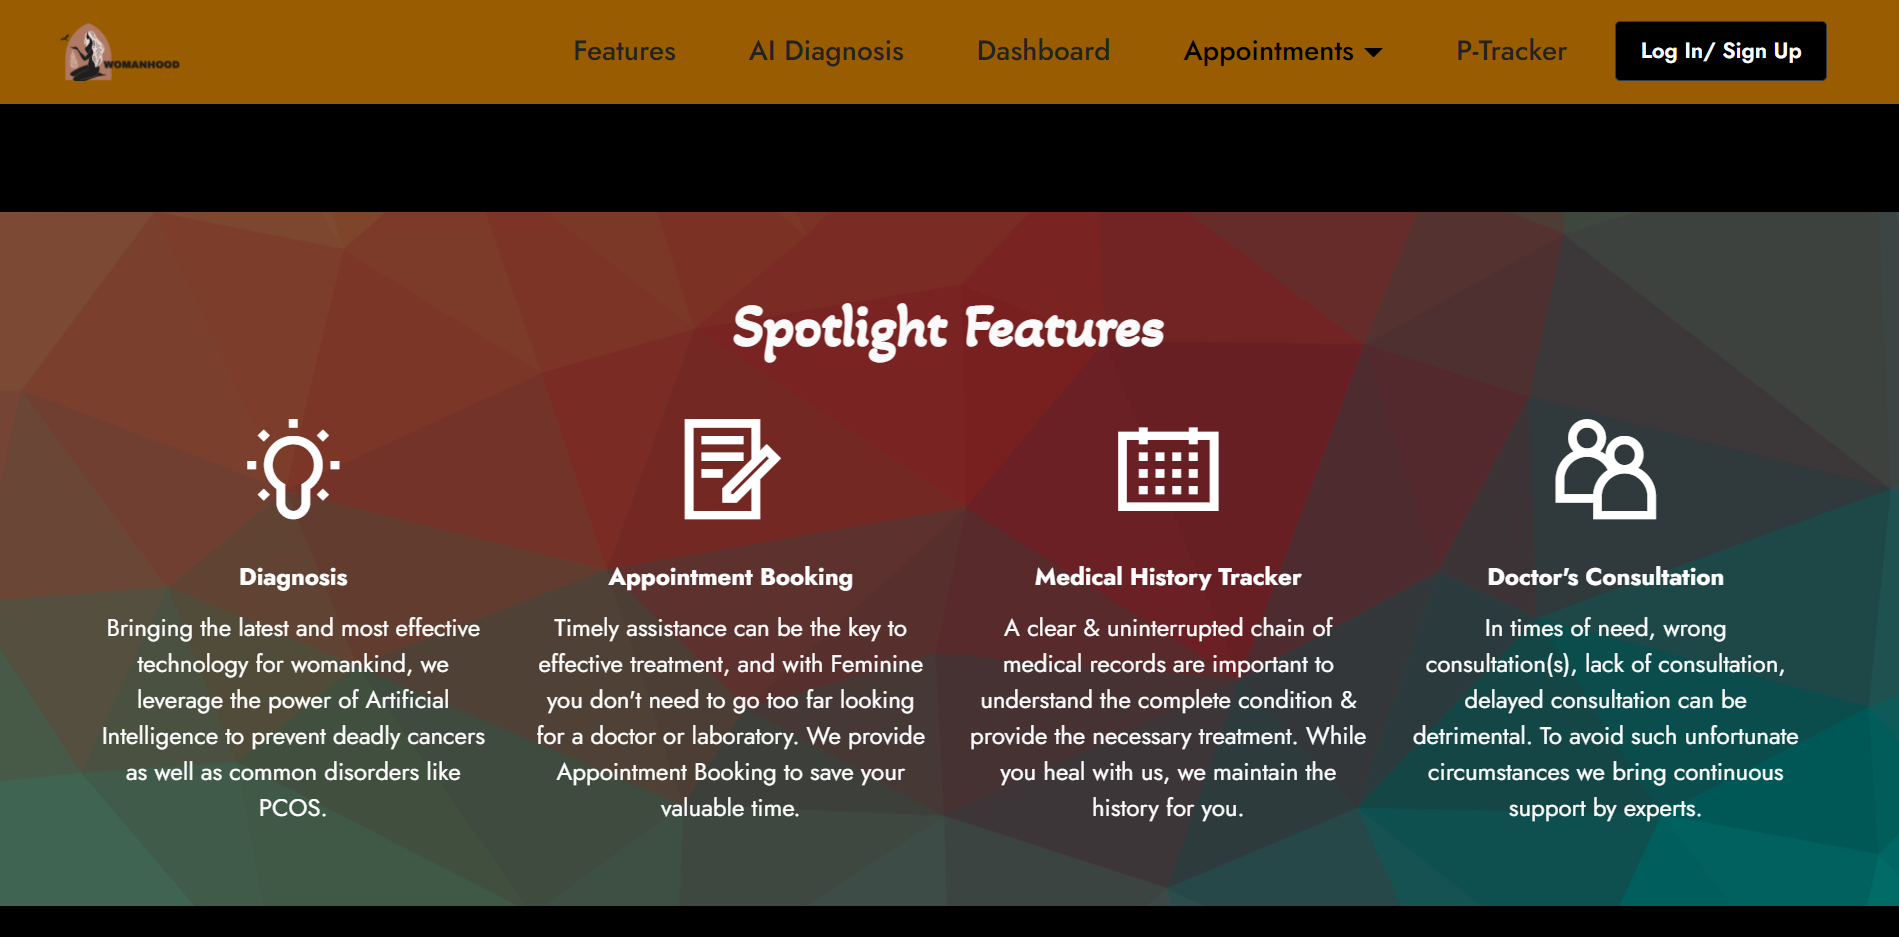 WOMANHOOD
Features
AI Diagnosis
Dashboard
Appointments
P-Tracker
Log In/ Sign Up
Spotlight Features
Diagnosis
Bringing the latest and most effective
technology for womankind, we
leverage the power of Artificial
Intelligence to prevent deadly cancers
as well as common disorders like
PCOS.
Appointment Booking
Timely assistance can be the key to
effective treatment, and with Feminine
you don't need to go too far looking
for a doctor or laboratory. We provide
Appointment Booking to save your
valuable time.
Medical History Tracker
A clear & uninterrupted chain of
medical records are important to
understand the complete condition &
provide the necessary treatment. While
you heal with us, we maintain the
history for you.
Doctor's Consultation
In times of need, wrong
consultation(s), lack of consultation,
delayed consultation can be
detrimental. To avoid such unfortunate
circumstances we bring continuous
support by experts.